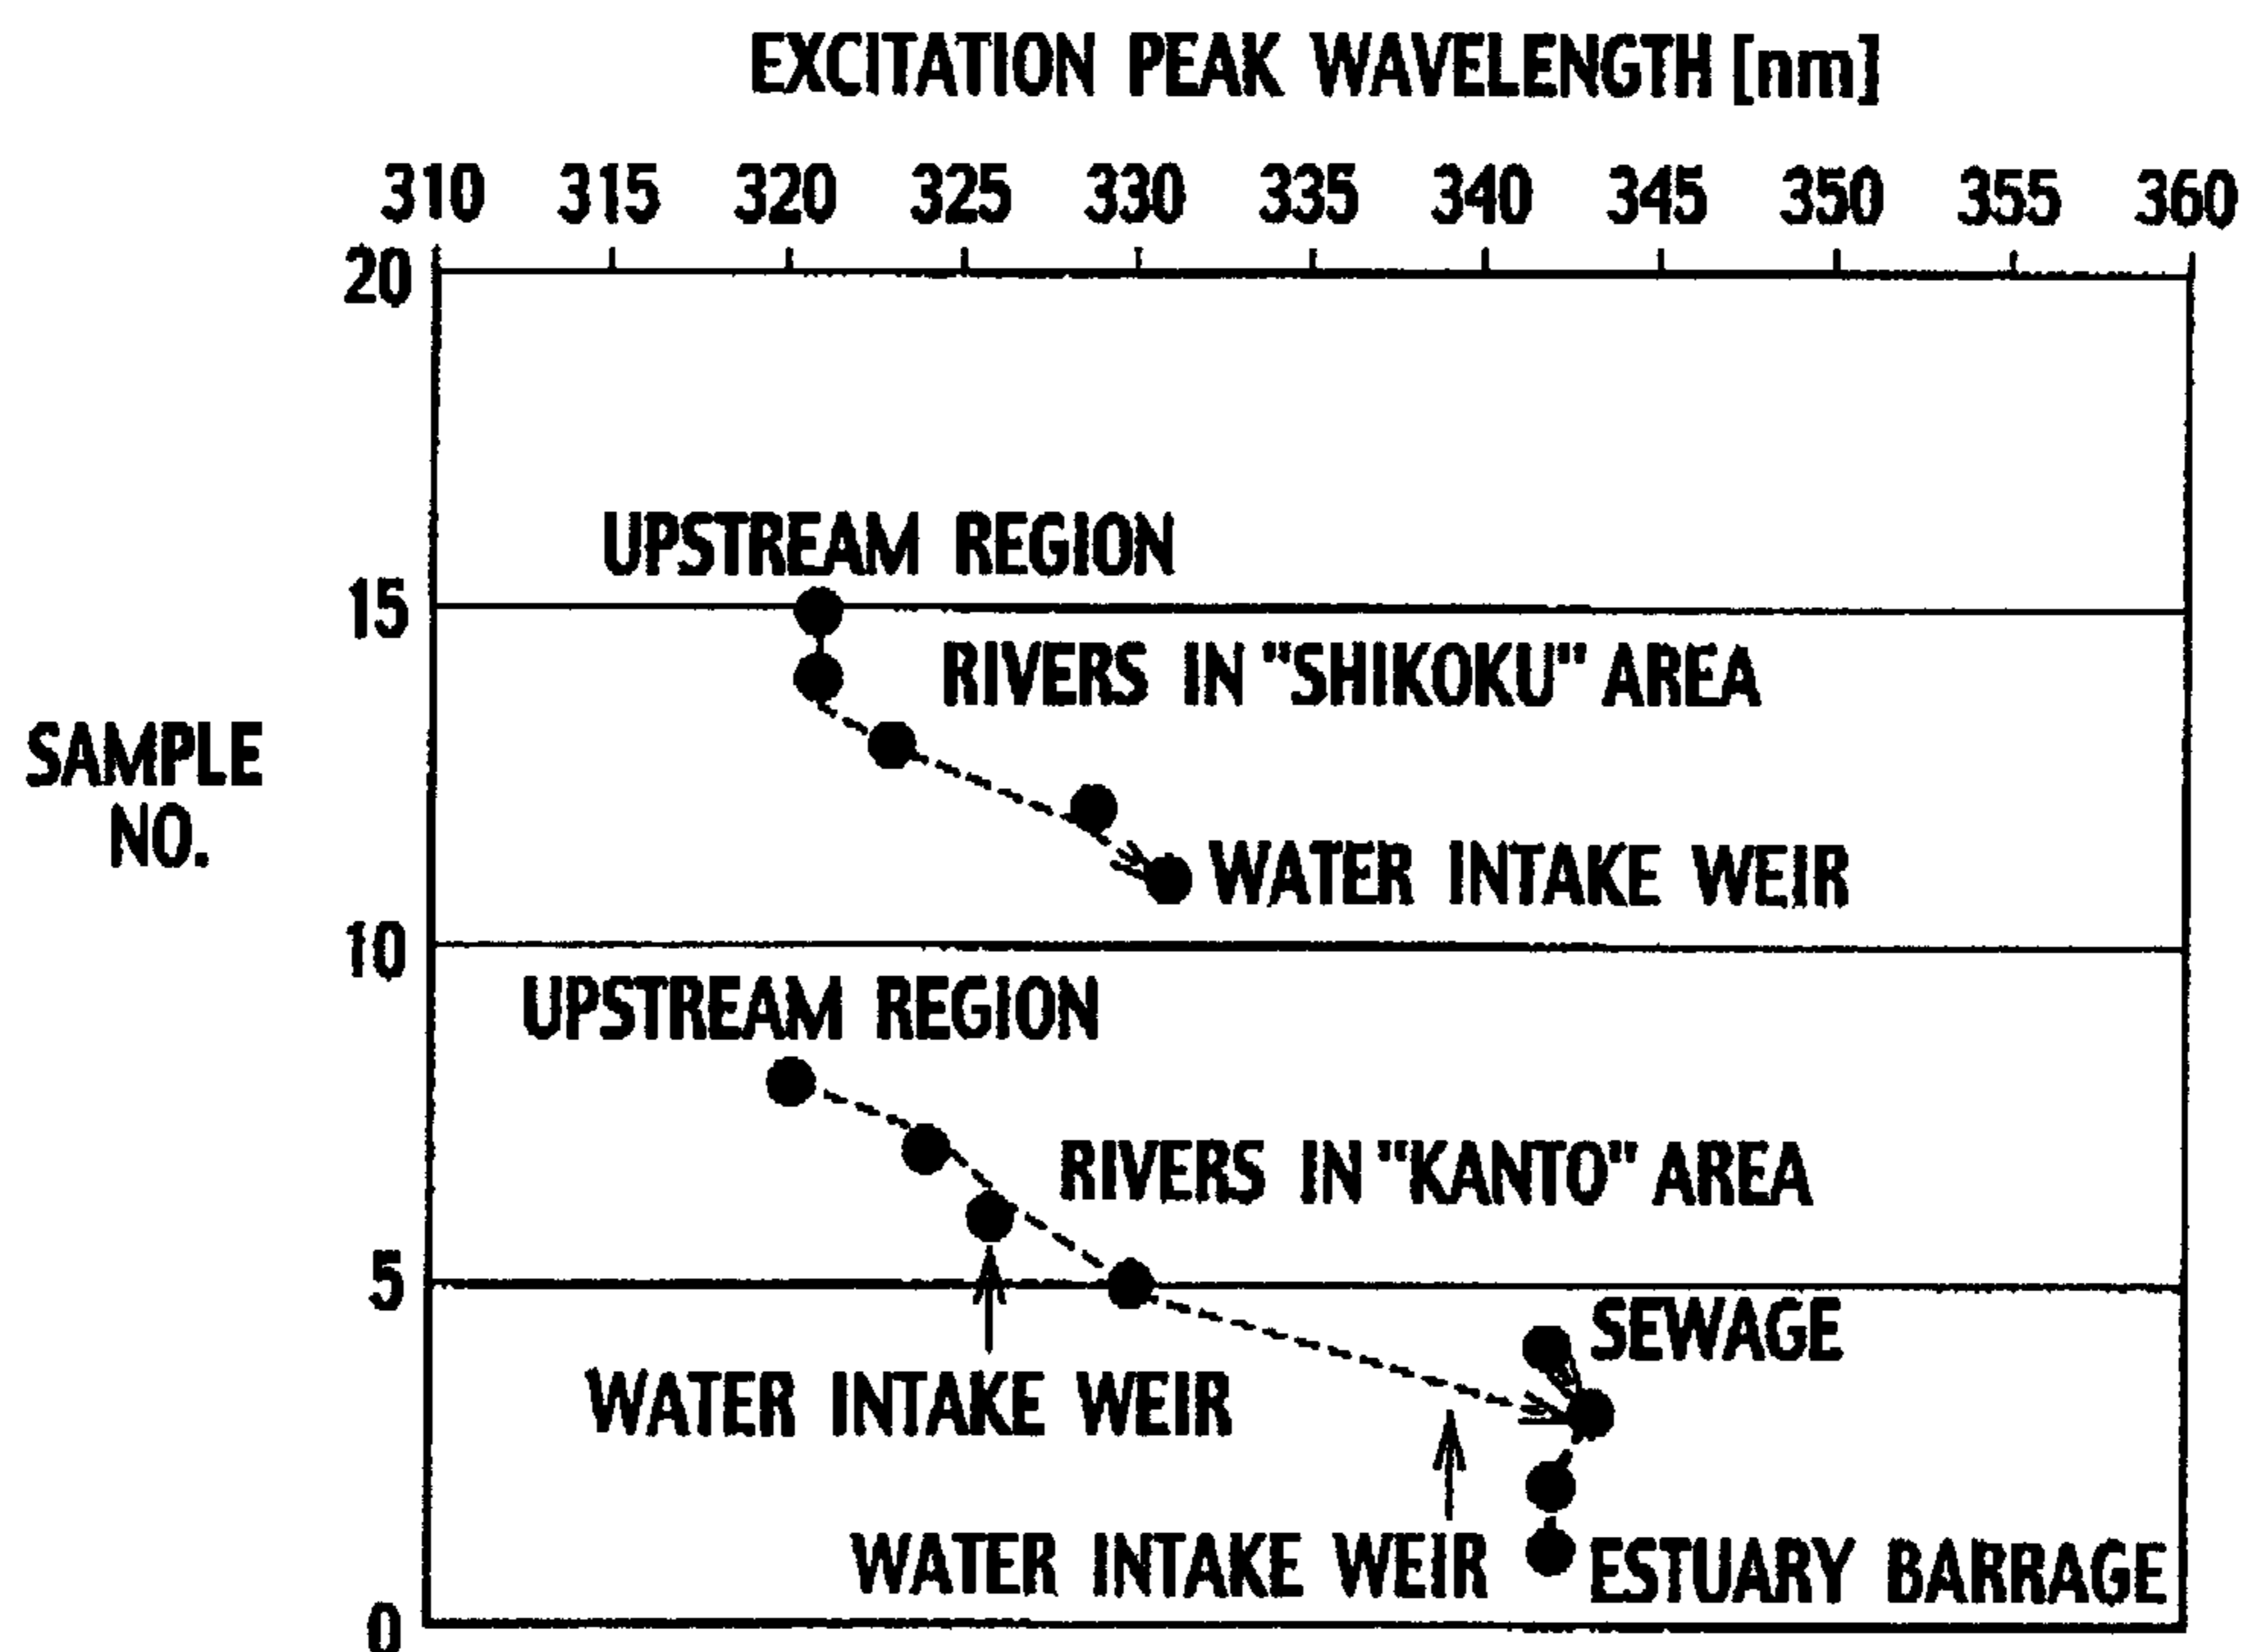 EXCITATION PEAK WAVELENGTH [nm]
310 315 320 325 330 335 340 345 350 355 360
20
UPSTREAM REGION
15
RIVERS IN "SHIKOKU" AREA
SAMPLE
NO.
WATER INTAKE WEIR
10
UPSTREAM REGION
RIVERS IN "KANTO" AREA
5
SEWAGE
WATER INTAKE WEIR
WATER INTAKE WEIR
ESTUARY BARRAGE
0